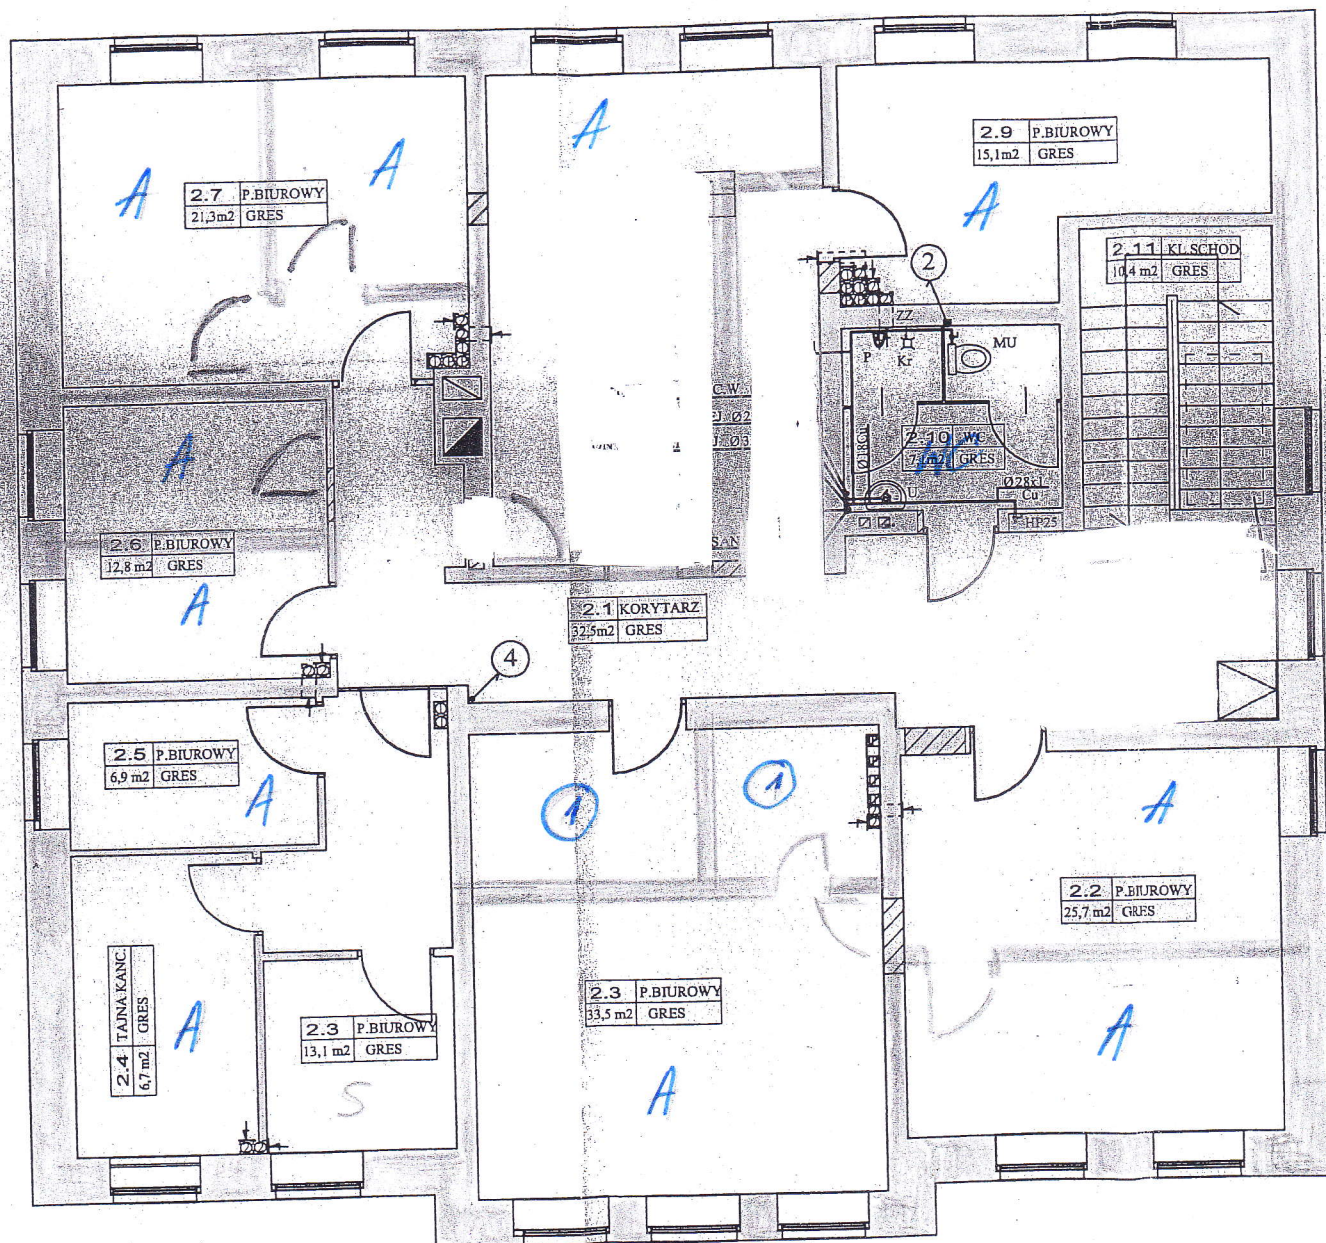 A
A
A
2.7 P.BIUROWY
21,3m2 GRES
2.9 P.BIUROWY
15,1m2 GRES
A
2.11 KL.SCHOD
10,4 m2 GRES
2
ZZ
P
Kr
MU
C.W.
A
2.10 WC
GRES
WC
Ø18Cu
U
Ø28x1
Cu
HP25
SAN
2.6 P.BIUROWY
12,8 m2 GRES
A
2.1 KORYTARZ
32,5m2 GRES
4
2.5 P.BIUROWY
6,9 m2 GRES
A
1
1
A
2.2 P.BIUROWY
25,7 m2 GRES
2.4 TAJNA KANC.
6,7 m2 GRES
A
2.3 P.BIUROWY
13,1 m2 GRES
S
2.3 P.BIUROWY
33,5 m2 GRES
A
A